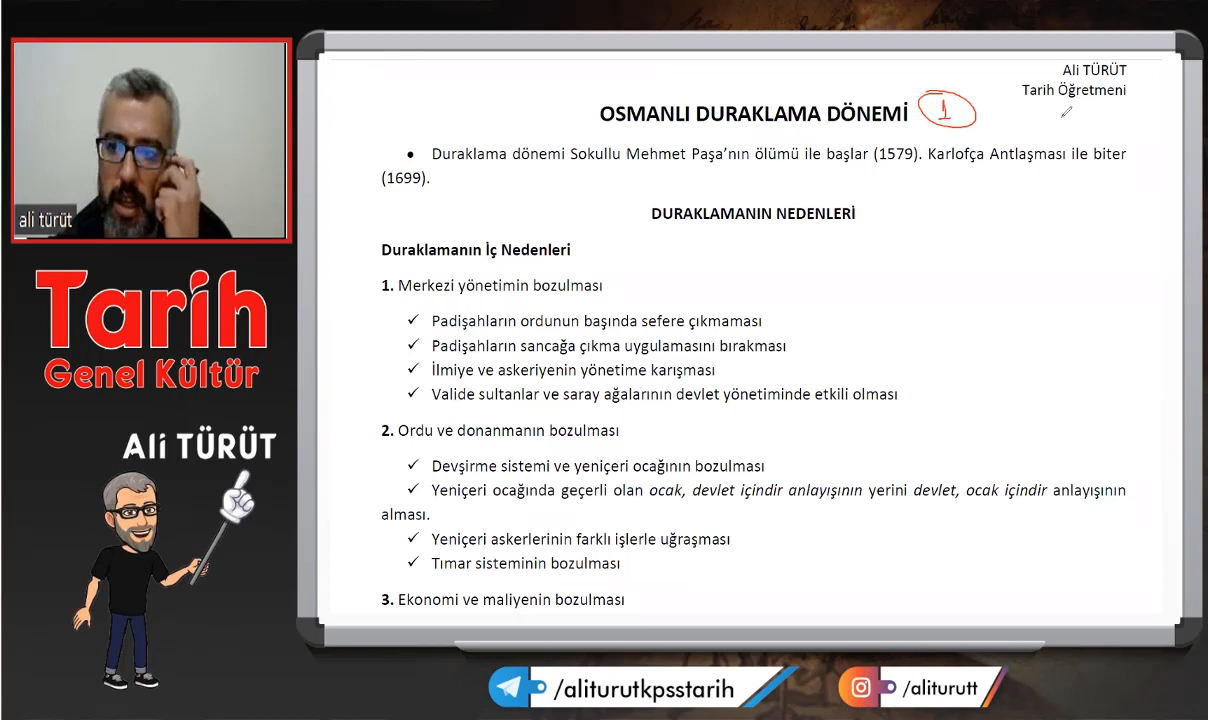 ali türüt
Tarih
Genel Kültür
Ali TÜRÜT
Ali TÜRÜT
Tarih Öğretmeni
OSMANLI DURAKLAMA DÖNEMİ 1
• Duraklama dönemi Sokullu Mehmet Paşa’nın ölümü ile başlar (1579). Karlofça Antlaşması ile biter
(1699).
DURAKLAMANIN NEDENLERİ
Duraklamanın İç Nedenleri
1. Merkezi yönetimin bozulması
✓ Padişahların ordunun başında sefere çıkmaması
✓ Padişahların sancağa çıkma uygulamasını bırakması
✓ İlmiye ve askeriyenin yönetime karışması
✓ Valide sultanlar ve saray ağalarının devlet yönetiminde etkili olması
2. Ordu ve donanmanın bozulması
✓ Devşirme sistemi ve yeniçeri ocağının bozulması
✓ Yeniçeri ocağında geçerli olan ocak, devlet içindir anlayışının yerini devlet, ocak içindir anlayışının
alması.
✓ Yeniçeri askerlerinin farklı işlerle uğraşması
✓ Tımar sisteminin bozulması
3. Ekonomi ve maliyenin bozulması
/aliturutkpsstarih
/aliturutt